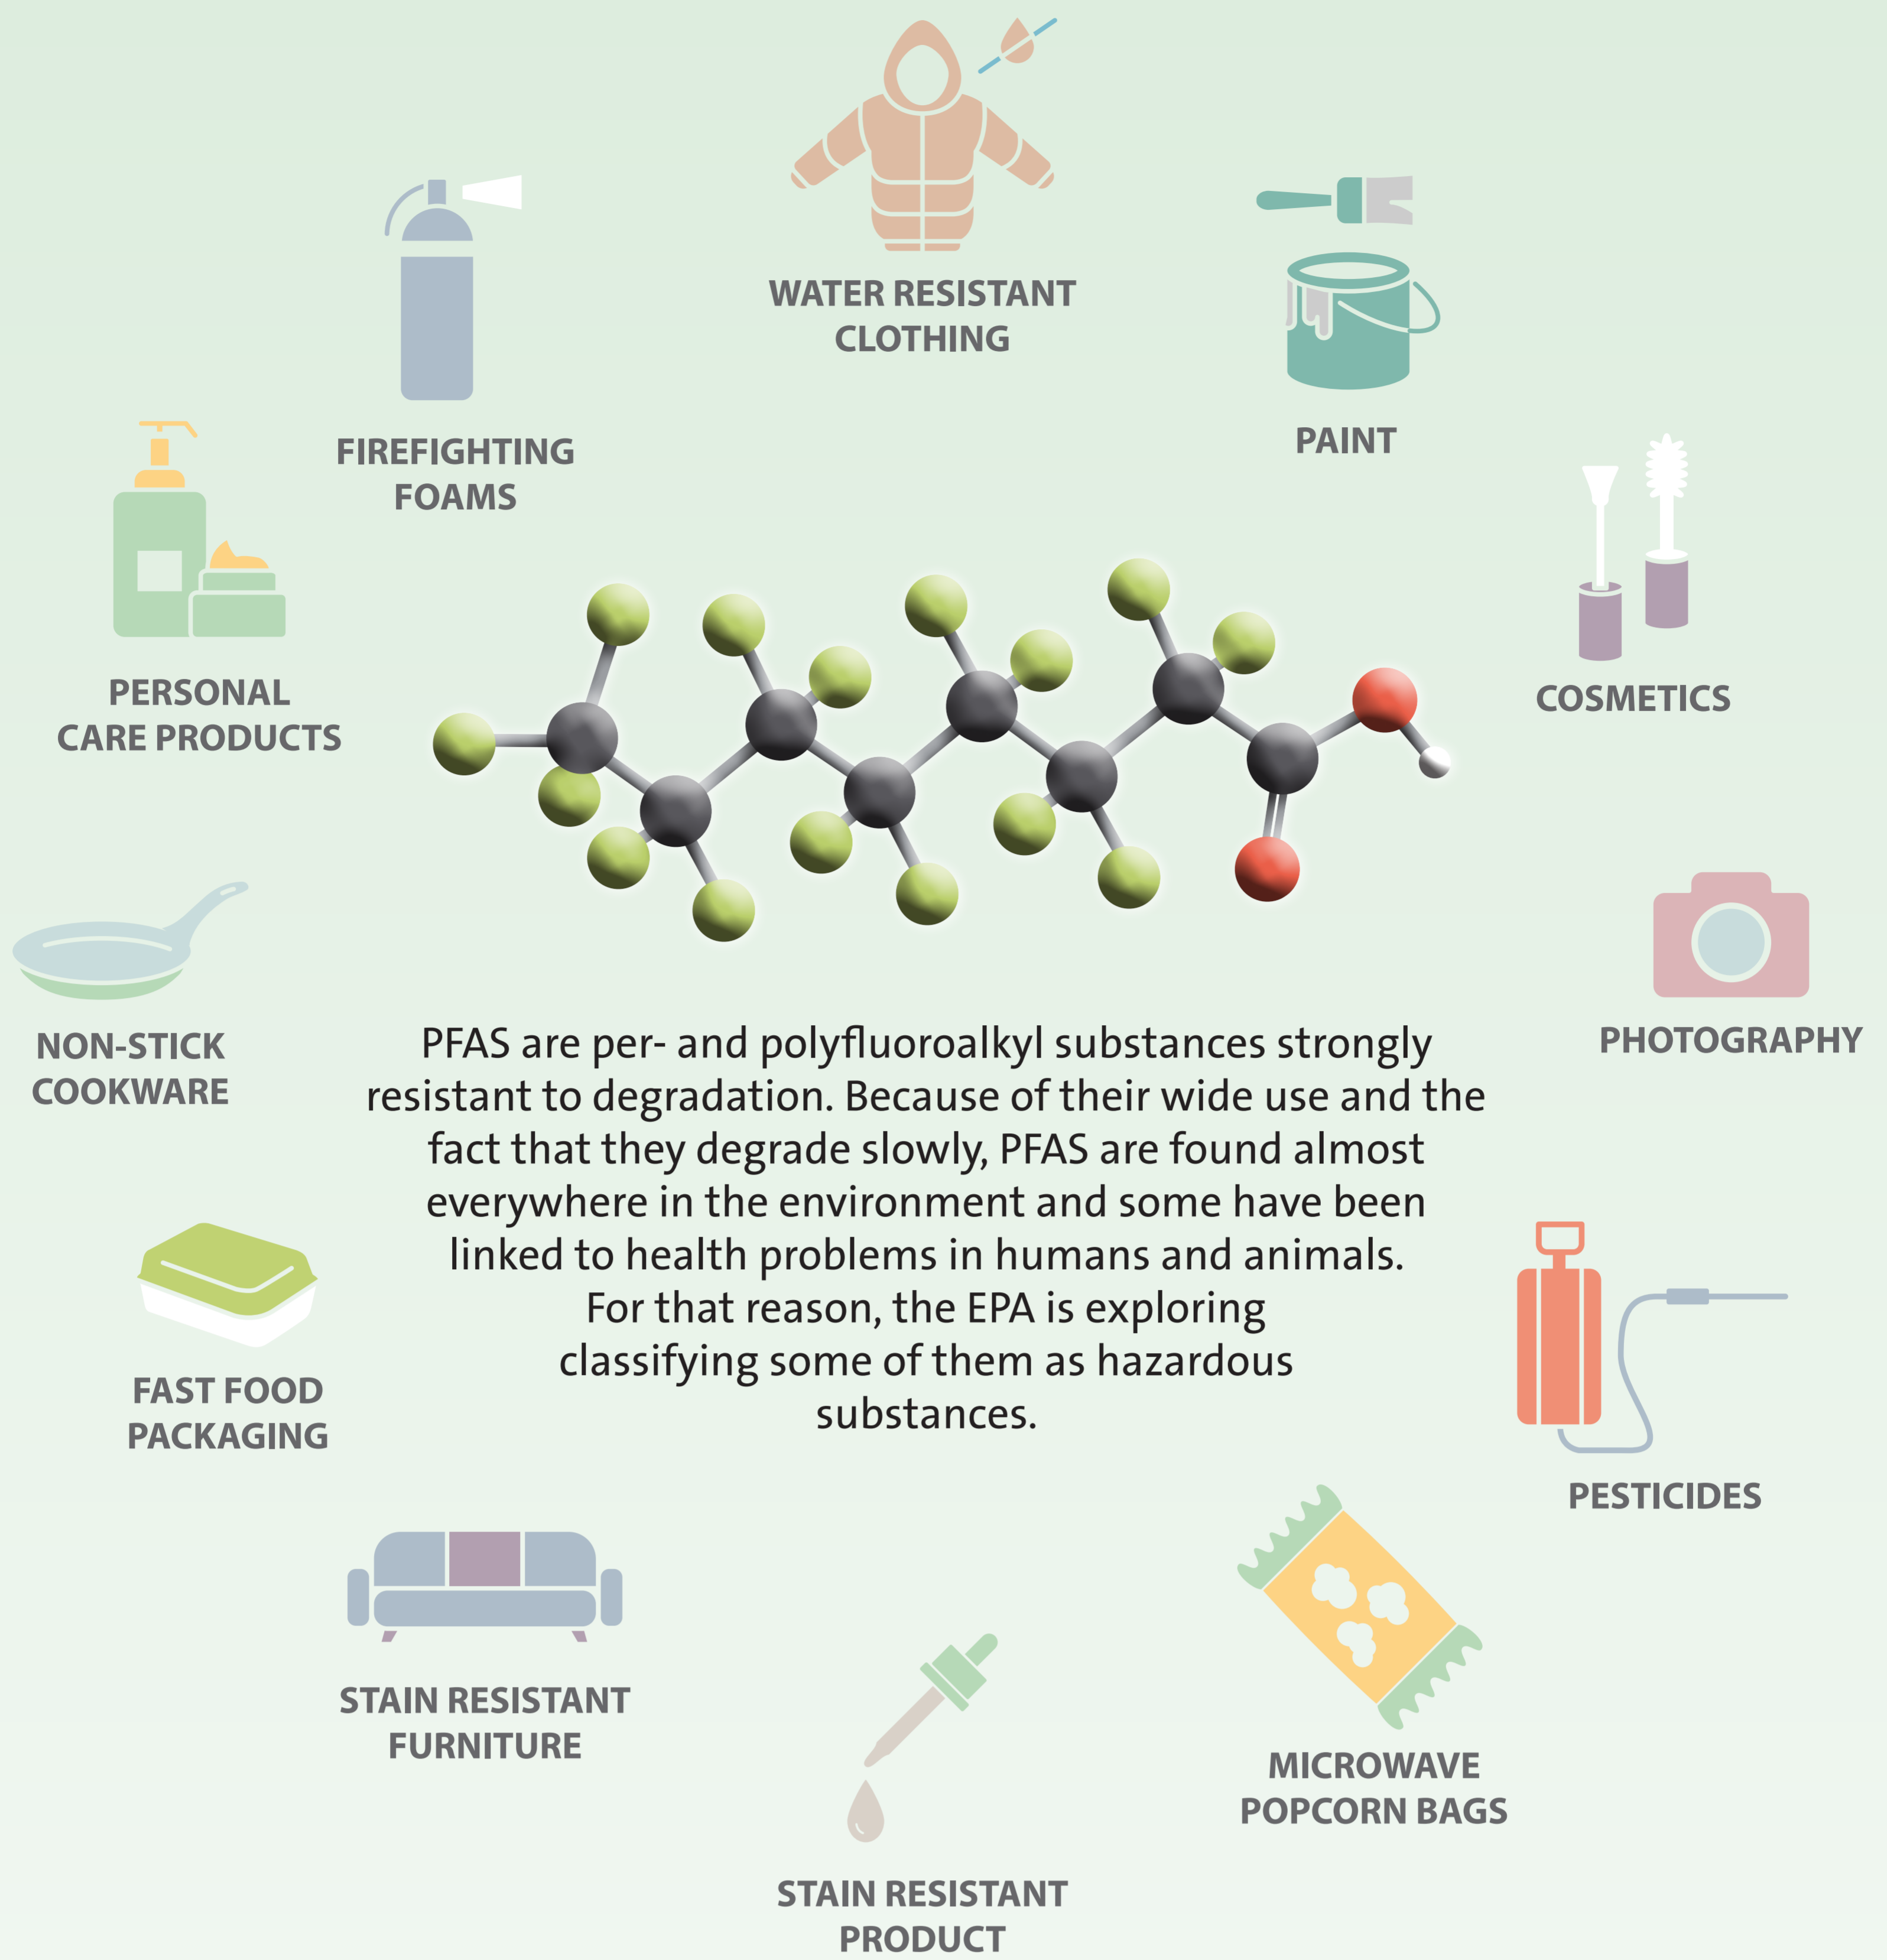 WATER RESISTANT
CLOTHING
FIREFIGHTING
FOAMS
PAINT
PERSONAL
CARE PRODUCTS
COSMETICS
NON-STICK
COOKWARE
PHOTOGRAPHY
PFAS are per- and polyfluoroalkyl substances strongly
resistant to degradation. Because of their wide use and the
fact that they degrade slowly, PFAS are found almost
everywhere in the environment and some have been
linked to health problems in humans and animals.
For that reason, the EPA is exploring
classifying some of them as hazardous
substances.
FAST FOOD
PACKAGING
PESTICIDES
STAIN RESISTANT
FURNITURE
MICROWAVE
POPCORN BAGS
STAIN RESISTANT
PRODUCT